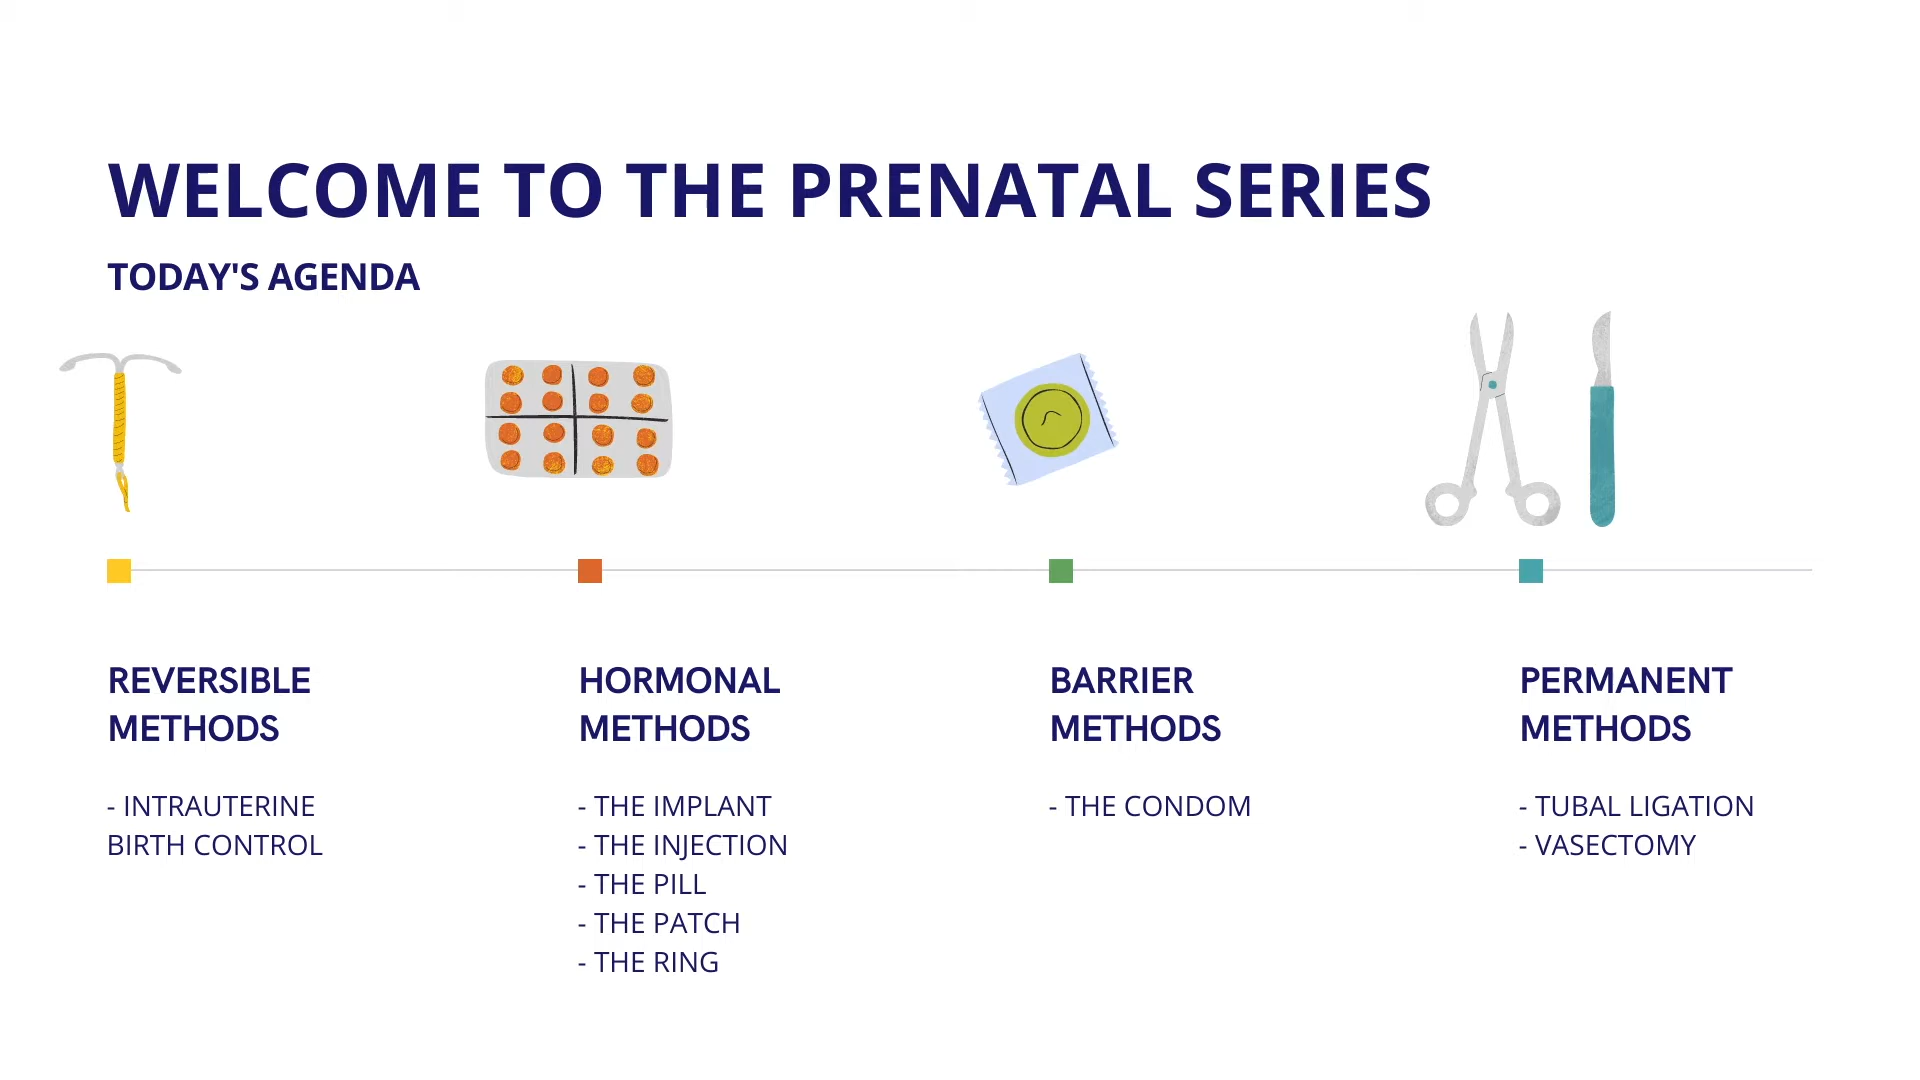 WELCOME TO THE PRENATAL SERIES
TODAY'S AGENDA
REVERSIBLE
METHODS
- INTRAUTERINE
BIRTH CONTROL
HORMONAL
METHODS
- THE IMPLANT
- THE INJECTION
- THE PILL
- THE PATCH
- THE RING
BARRIER
METHODS
- THE CONDOM
PERMANENT
METHODS
- TUBAL LIGATION
- VASECTOMY